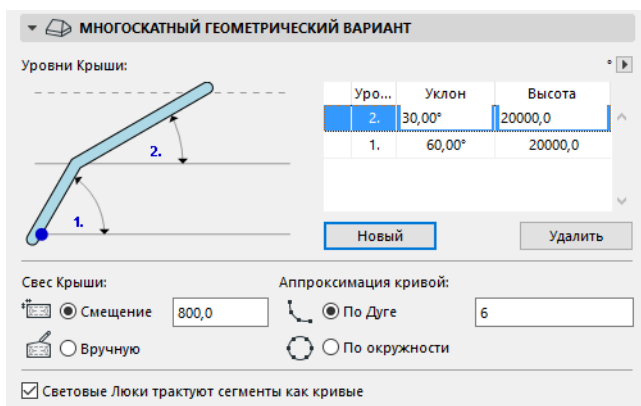 МНОГОСКАТНЫЙ ГЕОМЕТРИЧЕСКИЙ ВАРИАНТ
Уровни Крыши:
°
Уро... Уклон Высота
2. 30,00° 20000,0
1. 60,00° 20000,0
2.
1.
Новый Удалить
Свес Крыши: Аппроксимация кривой:
Смещение 800,0 По Дуге 6
Вручную По окружности
Световые Люки трактуют сегменты как кривые